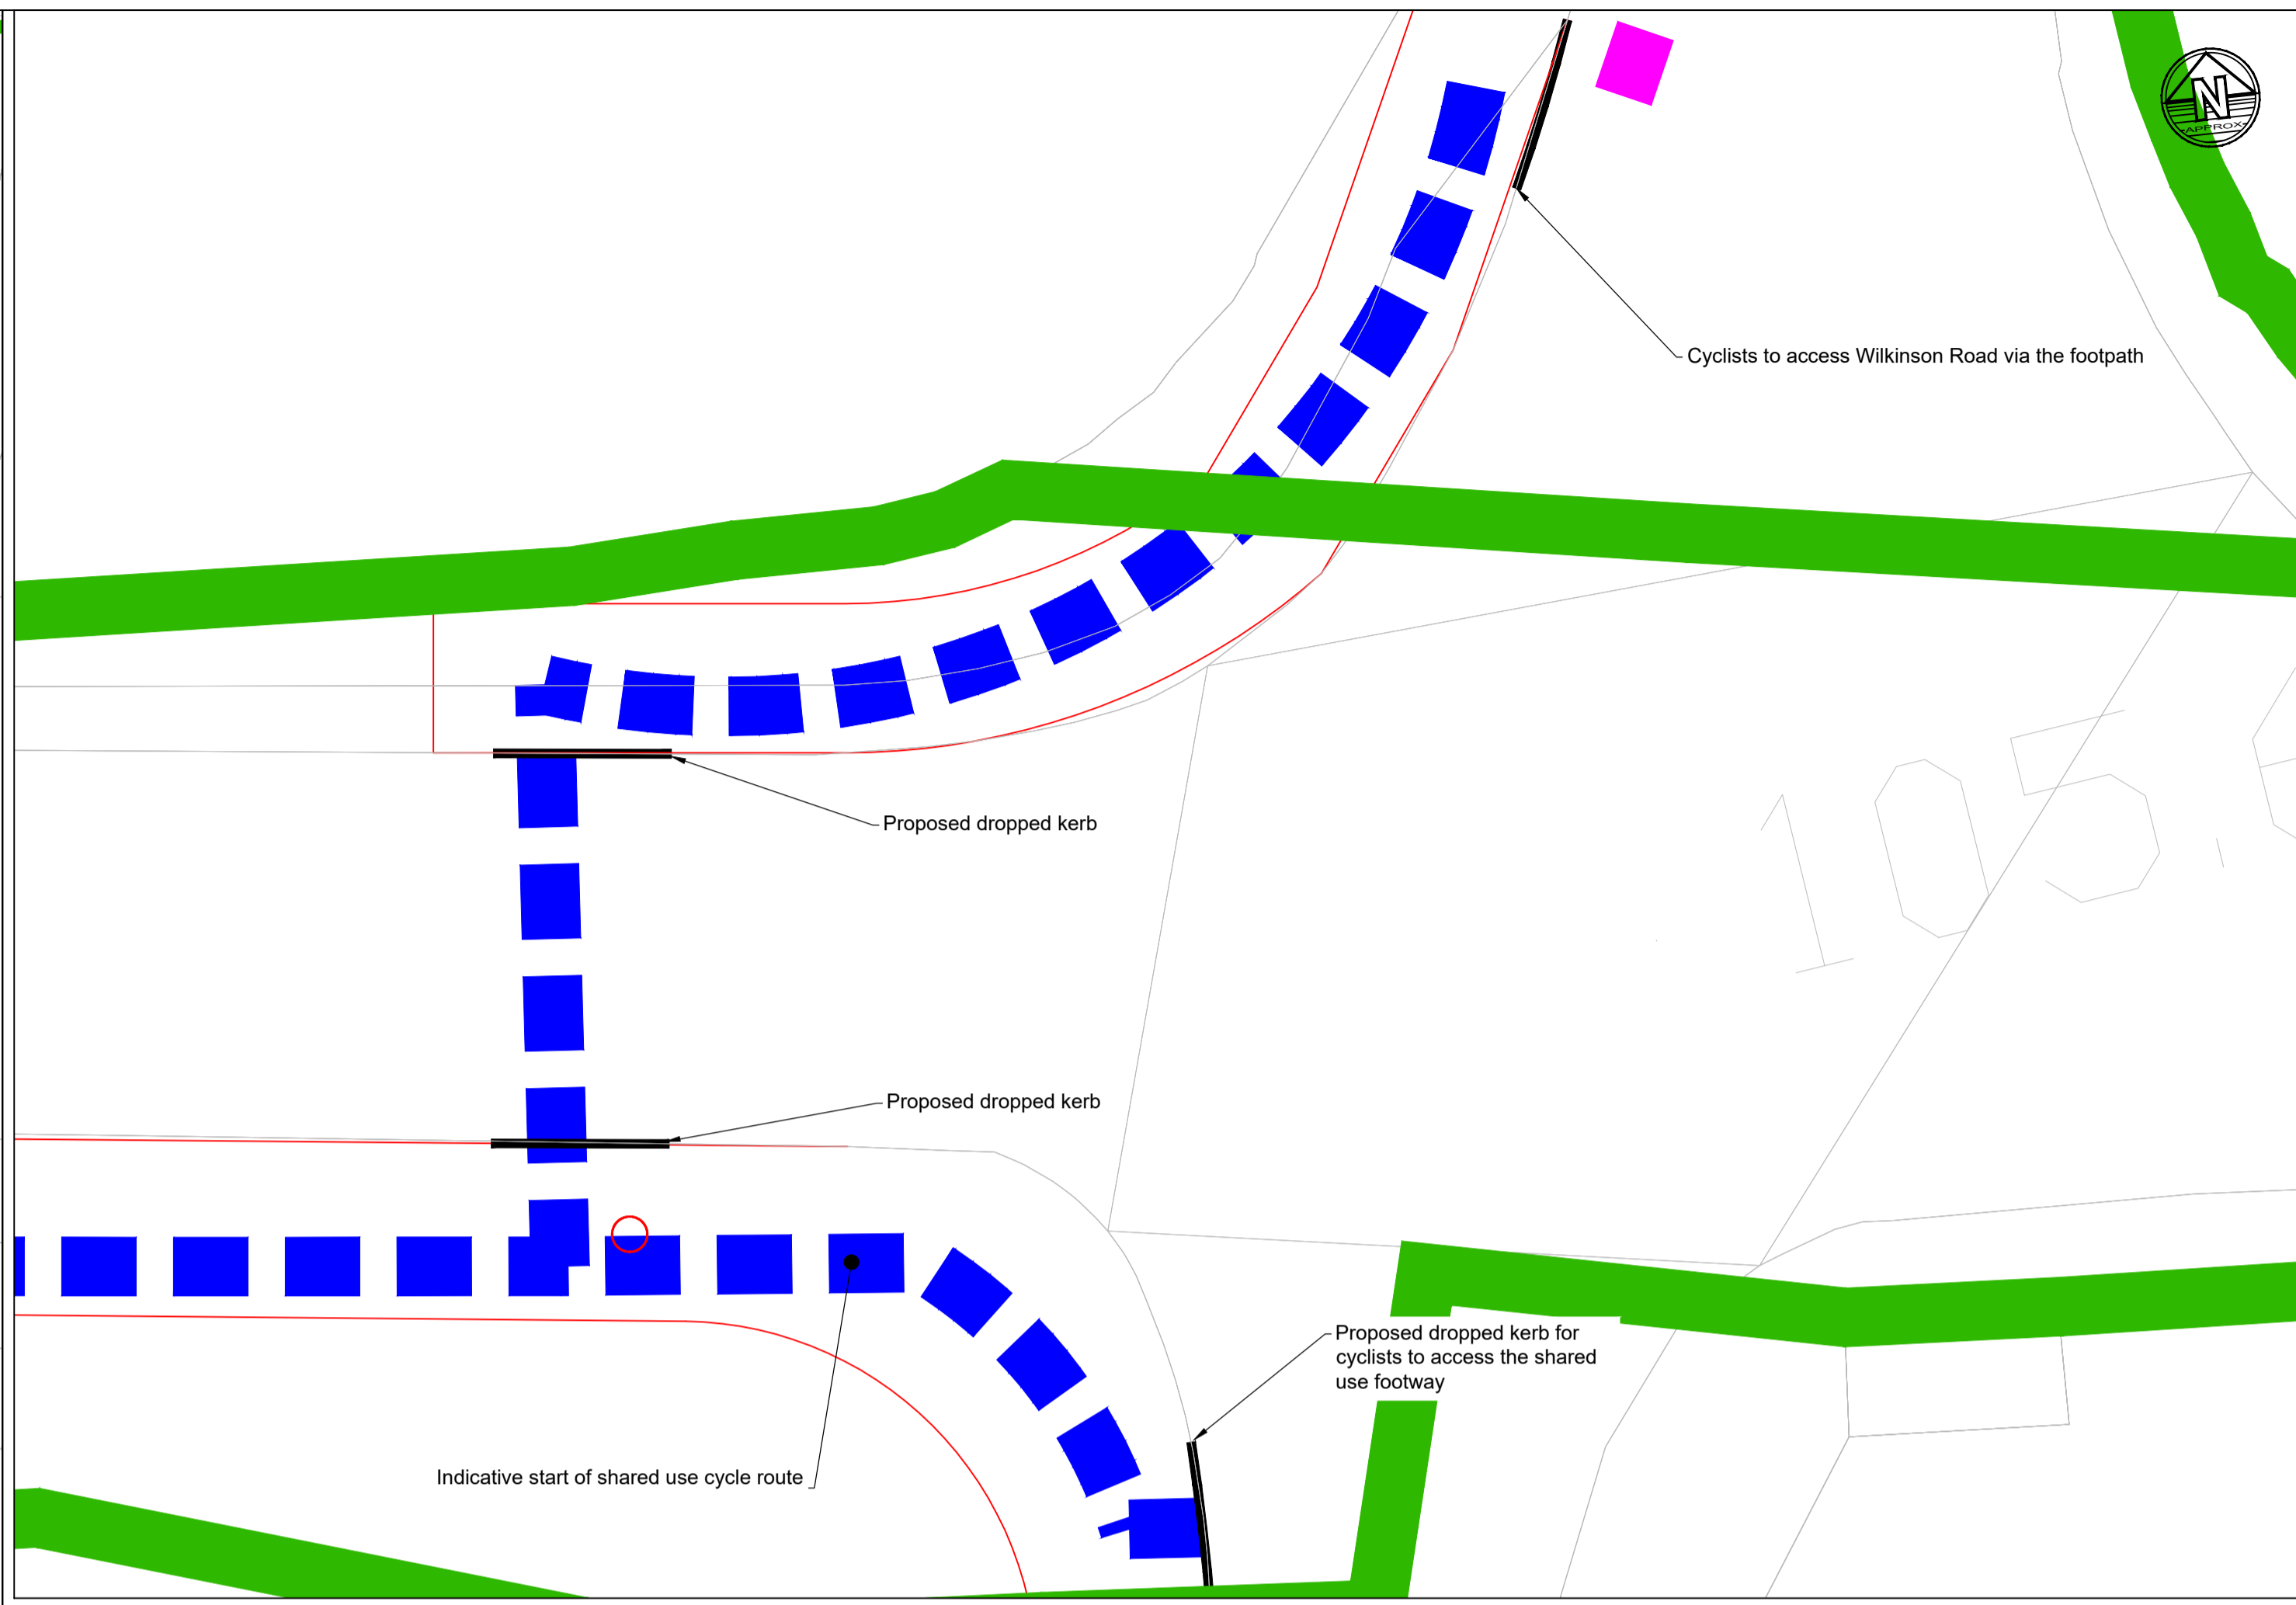 N
APPROX
Cyclists to access Wilkinson Road via the footpath
Proposed dropped kerb
Proposed dropped kerb
Proposed dropped kerb for
cyclists to access the shared
use footway
Indicative start of shared use cycle route
105.